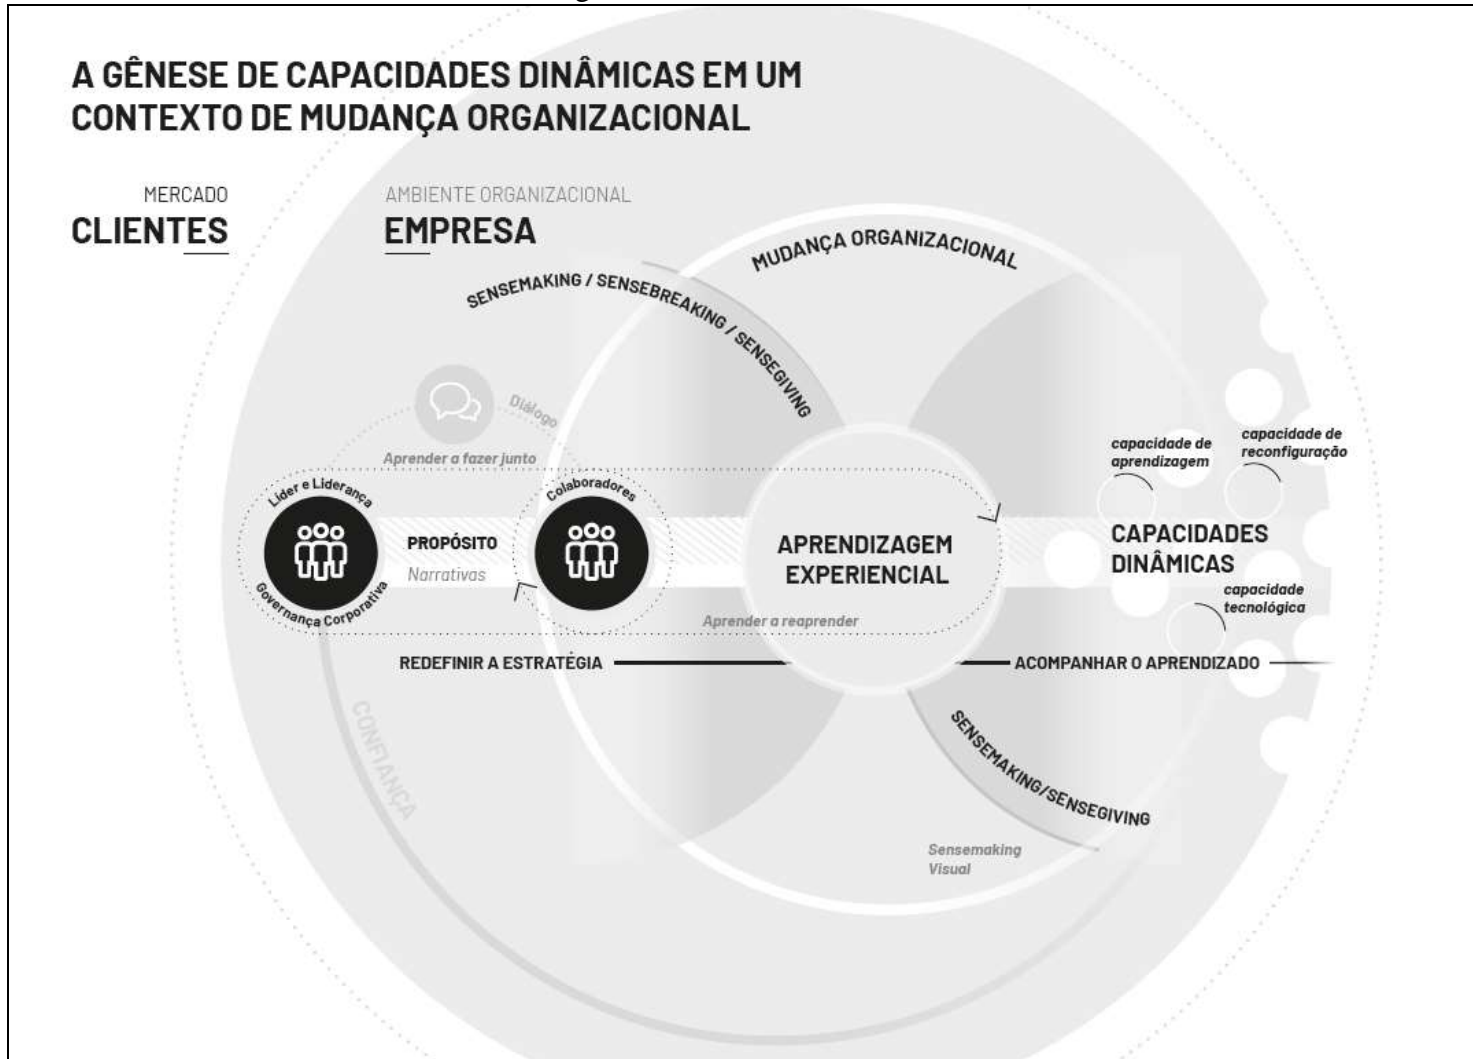 A GÊNESE DE CAPACIDADES DINÂMICAS EM UM
CONTEXTO DE MUDANÇA ORGANIZACIONAL
MERCADO
CLIENTES
AMBIENTE ORGANIZACIONAL
EMPRESA
MUDANÇA ORGANIZACIONAL
SENSEMAKING / SENSEBREAKING / SENSEGIVING
Diálogo
Aprender a fazer junto
Líder e Liderança
Governança Corporativa
PROPÓSITO
Narrativas
Colaboradores
APRENDIZAGEM
EXPERIENCIAL
Aprender a reaprender
capacidade de
aprendizagem
capacidade de
reconfiguração
CAPACIDADES
DINÂMICAS
capacidade
tecnológica
REDEFINIR A ESTRATÉGIA
ACOMPANHAR O APRENDIZADO
CONFIANÇA
SENSEMAKING/SENSEGIVING
Sensemaking
Visual